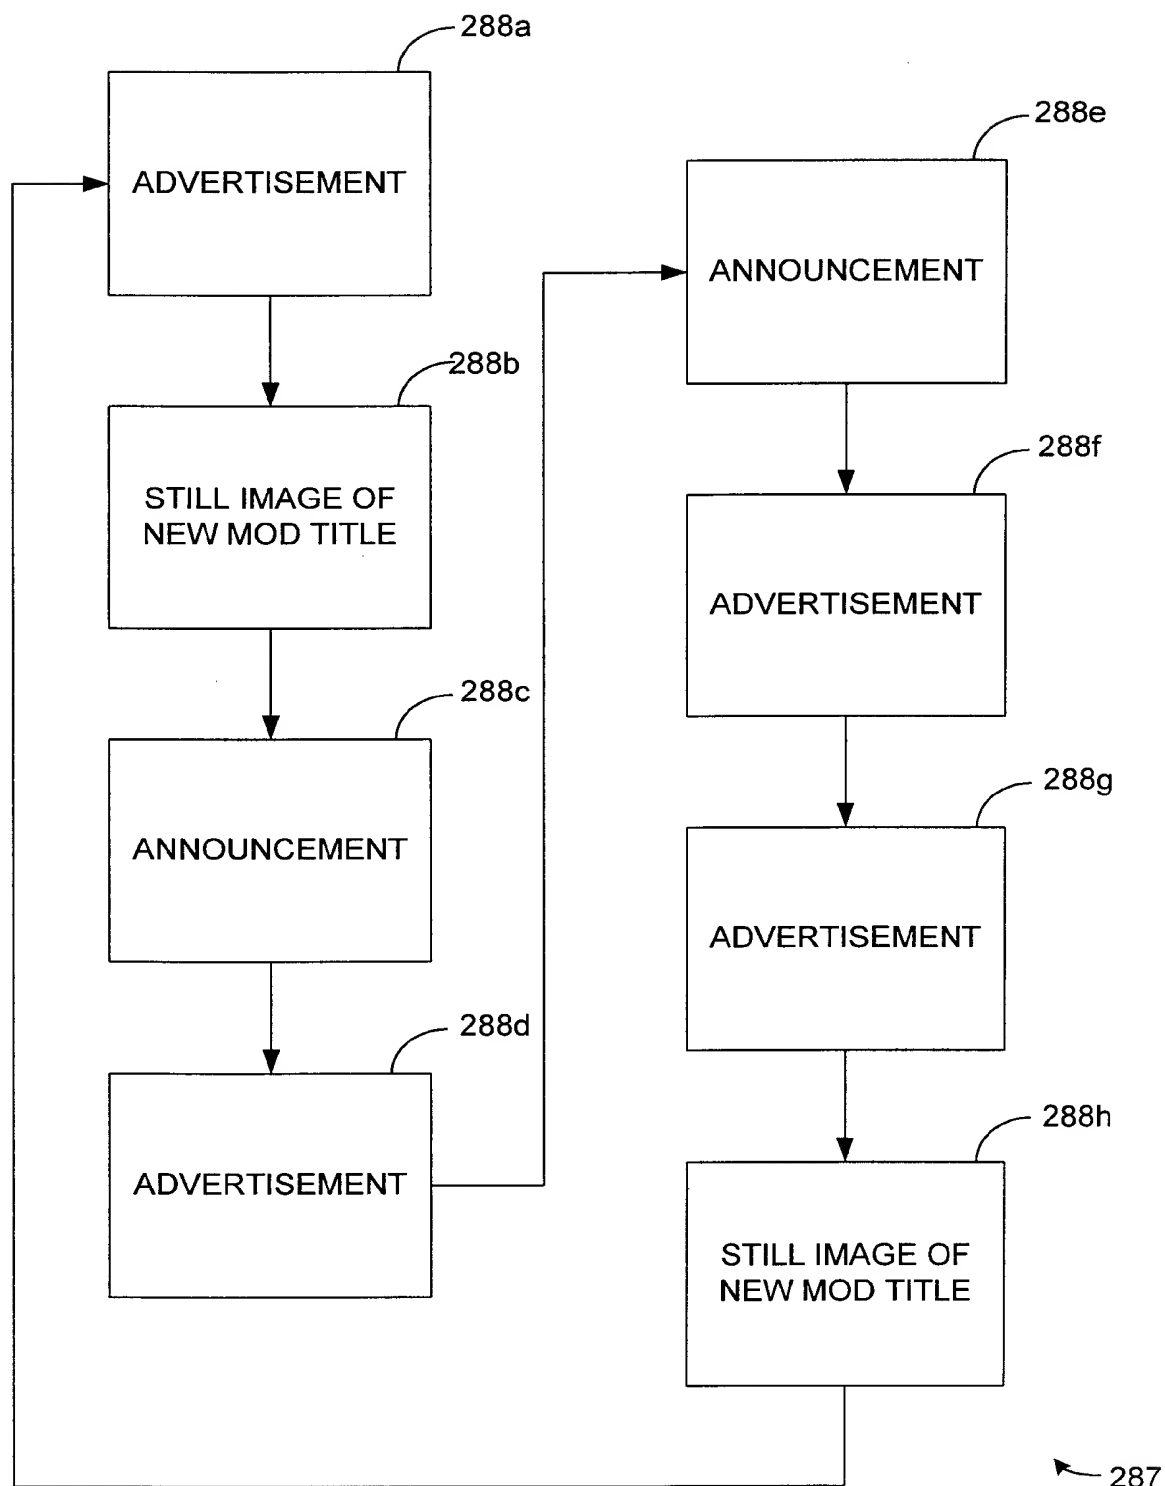 288a
ADVERTISEMENT
288b
STILL IMAGE OF
NEW MOD TITLE
288c
ANNOUNCEMENT
288d
ADVERTISEMENT
288e
ANNOUNCEMENT
288f
ADVERTISEMENT
288g
ADVERTISEMENT
288h
STILL IMAGE OF
NEW MOD TITLE
287